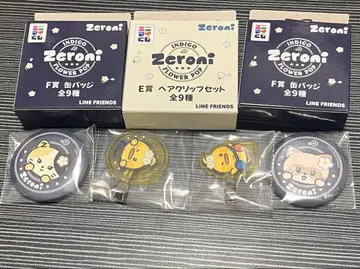 Zeroni
INDIGO
Zeroni
FLOWER POP
F賞 缶バッジ
全9種
LINE FRIENDS
Zeroni
INDIGO
Zeroni
FLOWER POP
E賞 ヘアクリップセット
全9種
LINE FRIENDS
Zeroni
INDIGO
Zeroni
FLOWER POP
F賞 缶バッジ
全9種
LINE FRIENDS
Zeroni
Zeroni